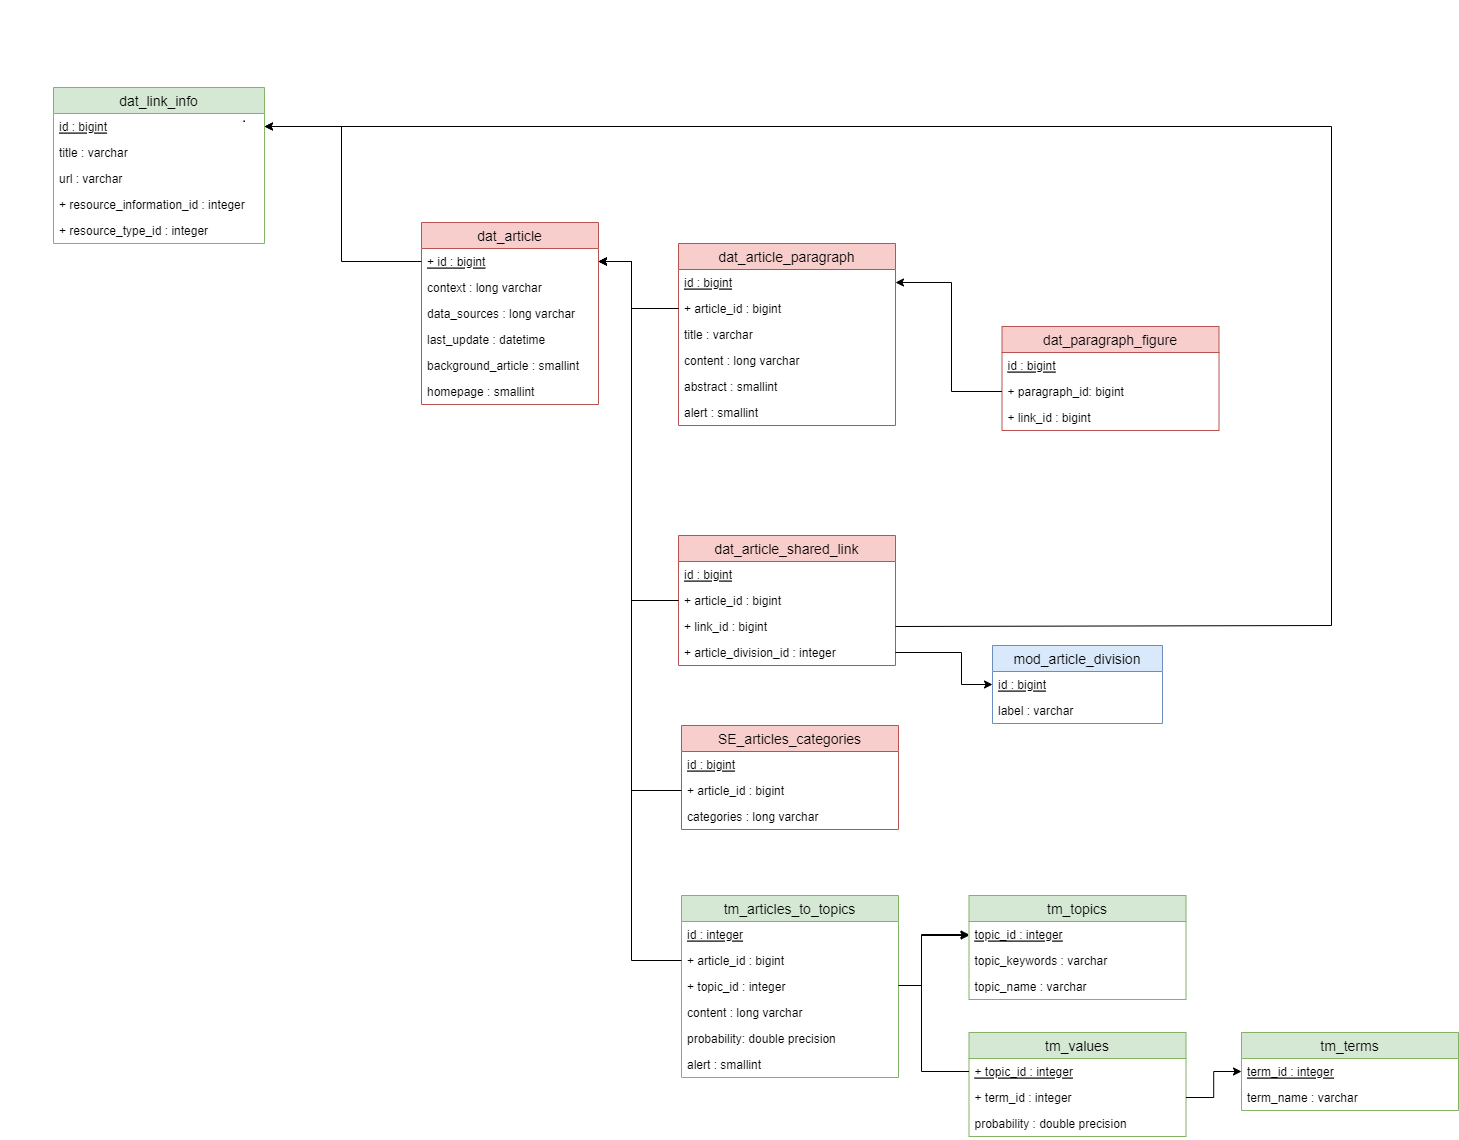 dat_link_info
id : bigint
title : varchar
url : varchar
+ resource_information_id : integer
+ resource_type_id : integer
dat_article
+ id : bigint
context : long varchar
data_sources : long varchar
last_update : datetime
background_article : smallint
homepage : smallint
dat_article_paragraph
id : bigint
+ article_id : bigint
title : varchar
content : long varchar
abstract : smallint
alert : smallint
dat_paragraph_figure
id : bigint
+ paragraph_id: bigint
+ link_id : bigint
dat_article_shared_link
id : bigint
+ article_id : bigint
+ link_id : bigint
+ article_division_id : integer
mod_article_division
id : bigint
label : varchar
SE_articles_categories
id : bigint
+ article_id : bigint
categories : long varchar
tm_articles_to_topics
id : integer
+ article_id : bigint
+ topic_id : integer
content : long varchar
probability: double precision
alert : smallint
tm_topics
topic_id : integer
topic_keywords : varchar
topic_name : varchar
tm_values
+ topic_id : integer
+ term_id : integer
probability : double precision
tm_terms
term_id : integer
term_name : varchar